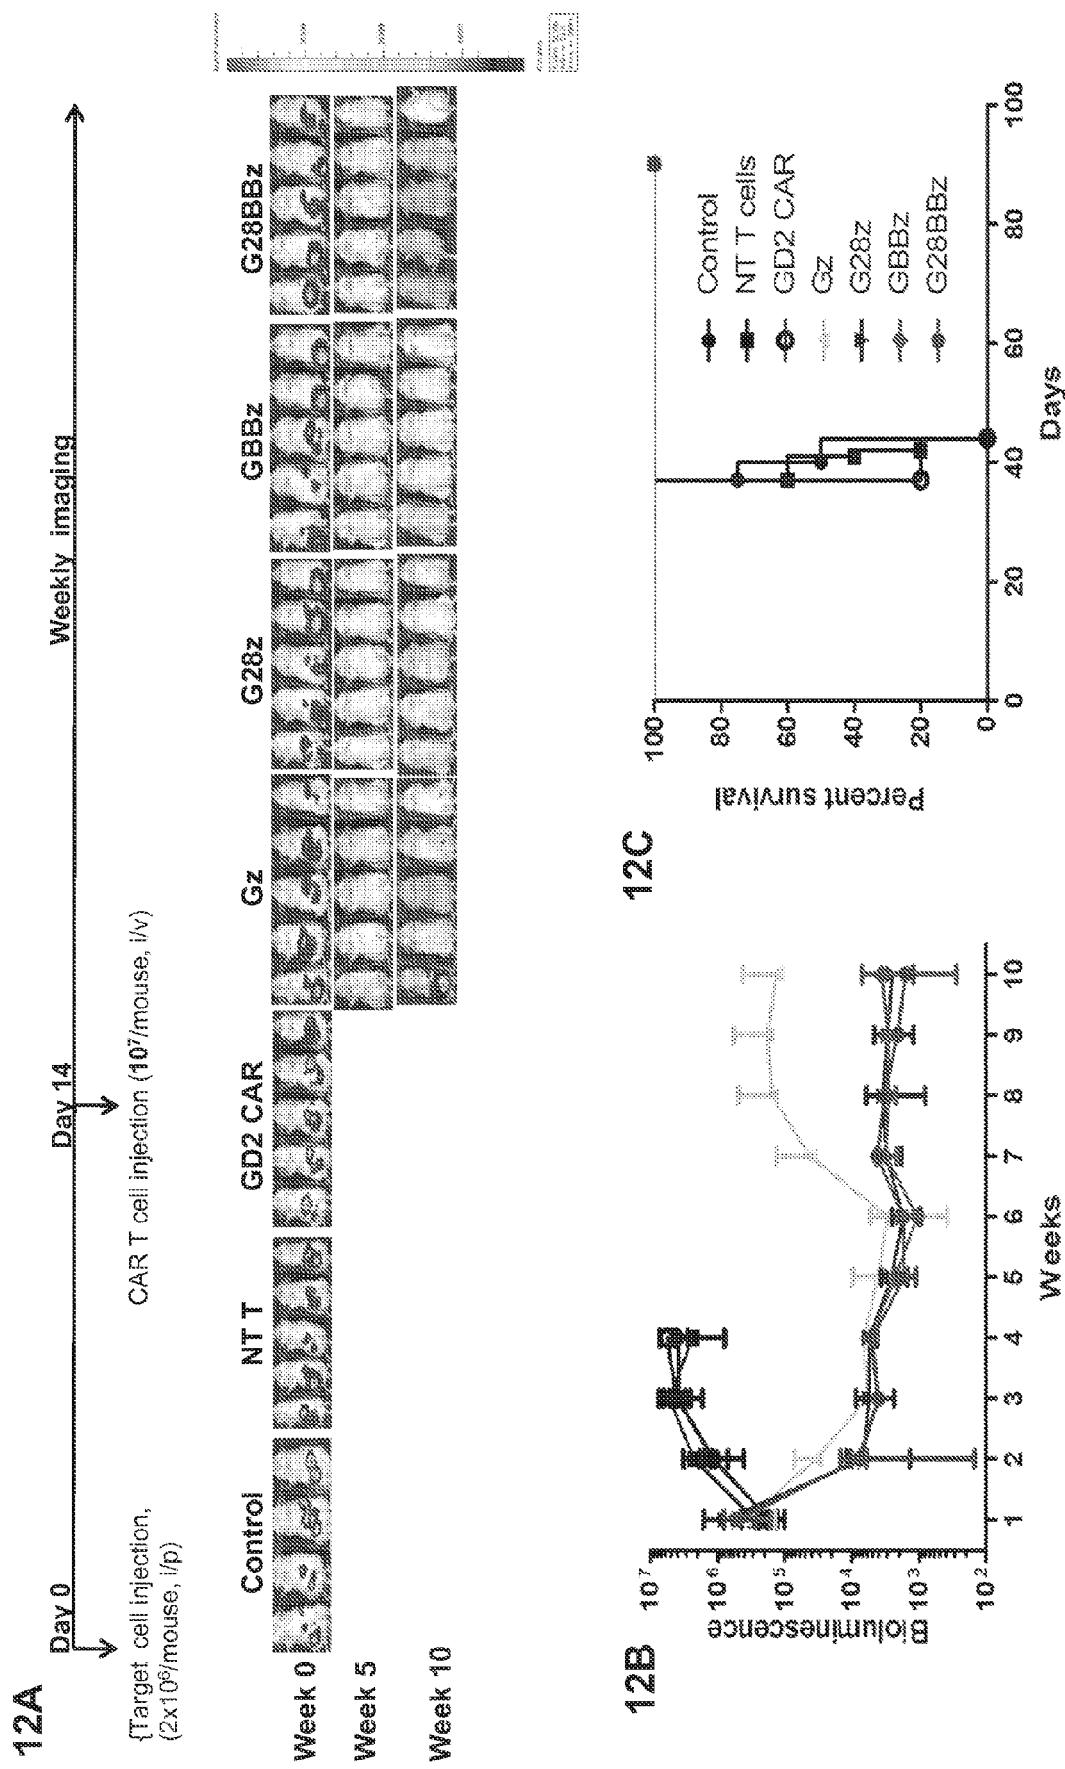 12A
Day 0
Day 14
Weekly imaging
{Target cell injection,
(2x10⁶/mouse, i/p)
CAR T cell injection (10⁷/mouse, i/v)
Control
NT T
GD2 CAR
Gz
G28z
GBBz
G28BBz
Week 0
Week 5
Week 10
12B
Bioluminescence
10⁷
10⁶
10⁵
10⁴
10³
10²
1 2 3 4 5 6 7 8 9 10
Weeks
12C
Percent survival
100
80
60
40
20
0
0 20 40 60 80 100
Days
Control
NT T cells
GD2 CAR
Gz
G28z
GBBz
G28BBz